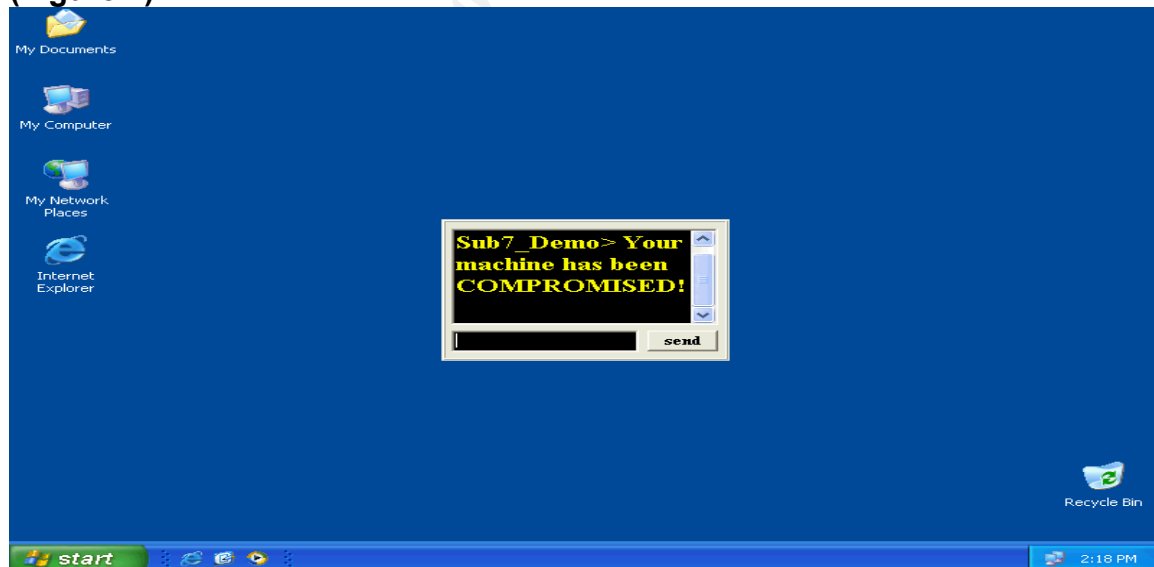 My Documents
My Computer
My Network
Places
Internet
Explorer
Sub7_Demo> Your
machine has been
COMPROMISED!
send
Recycle Bin
start
2:18 PM